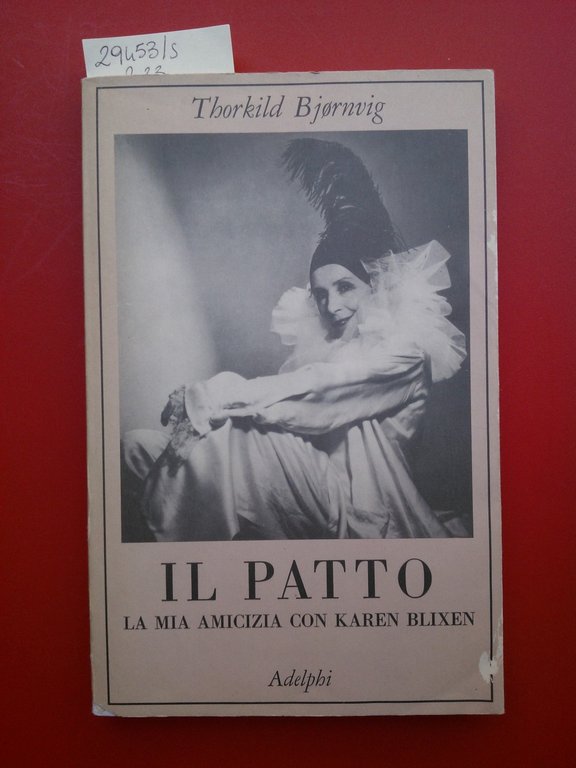 29453/s
Thorkild Bjørnvig
IL PATTO
LA MIA AMICIZIA CON KAREN BLIXEN
Adelphi